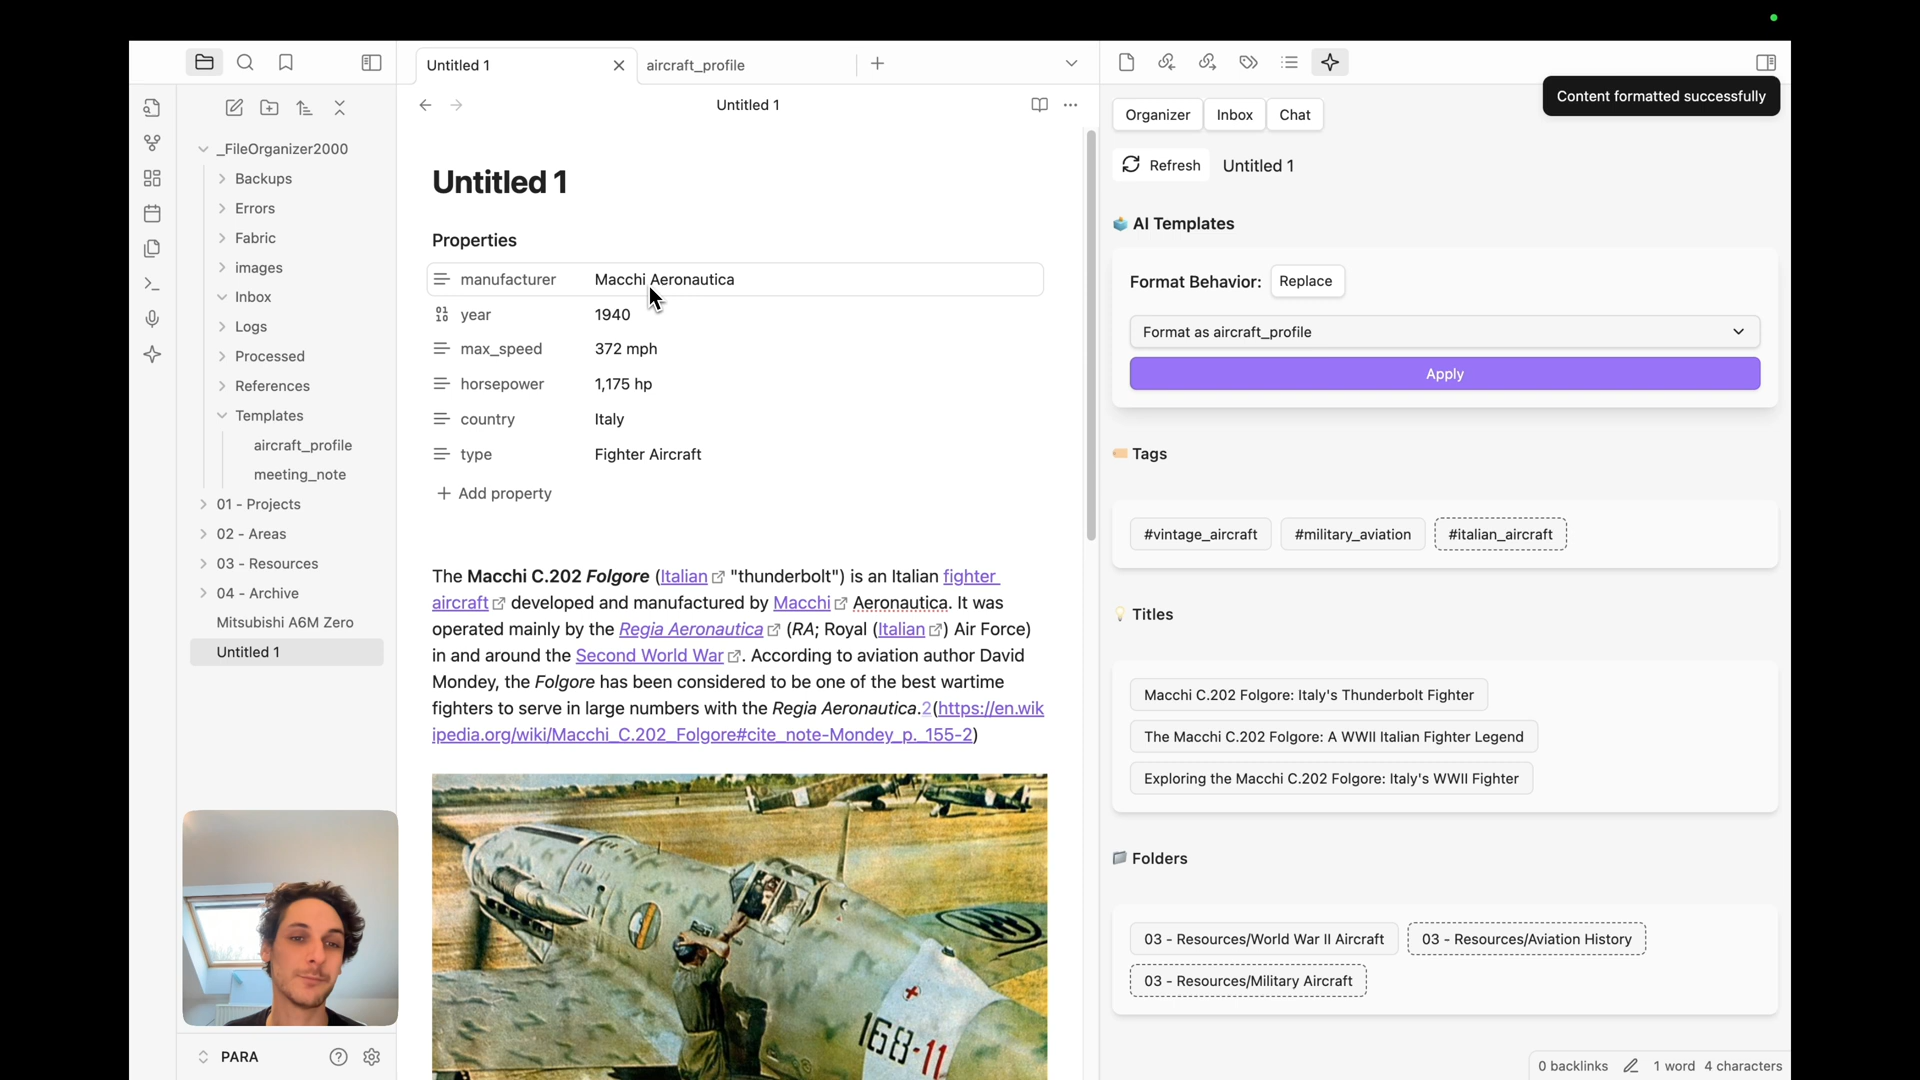 Untitled 1
aircraft_profile
Content formatted successfully
Untitled 1
_FileOrganizer2000
Backups
Errors
Fabric
images
Inbox
Logs
Processed
References
Templates
aircraft_profile
meeting_note
01 - Projects
02 - Areas
03 - Resources
04 - Archive
Mitsubishi A6M Zero
Untitled 1
PARA
Untitled 1
Properties
manufacturer Macchi Aeronautica
year 1940
max_speed 372 mph
horsepower 1,175 hp
country Italy
type Fighter Aircraft
Add property
The Macchi C.202 Folgore (Italian "thunderbolt") is an Italian fighter
aircraft developed and manufactured by Macchi Aeronautica. It was
operated mainly by the Regia Aeronautica (RA; Royal (Italian) Air Force)
in and around the Second World War. According to aviation author David
Mondey, the Folgore has been considered to be one of the best wartime
fighters to serve in large numbers with the Regia Aeronautica.2(https://en.wik
ipedia.org/wiki/Macchi_C.202_Folgore#cite_note-Mondey_p._155-2)
168-11
Organizer Inbox Chat
Refresh Untitled 1
AI Templates
Format Behavior: Replace
Format as aircraft_profile
Apply
Tags
#vintage_aircraft #military_aviation #italian_aircraft
Titles
Macchi C.202 Folgore: Italy's Thunderbolt Fighter
The Macchi C.202 Folgore: A WWII Italian Fighter Legend
Exploring the Macchi C.202 Folgore: Italy's WWII Fighter
Folders
03 - Resources/World War II Aircraft 03 - Resources/Aviation History
03 - Resources/Military Aircraft
0 backlinks 1 word 4 characters